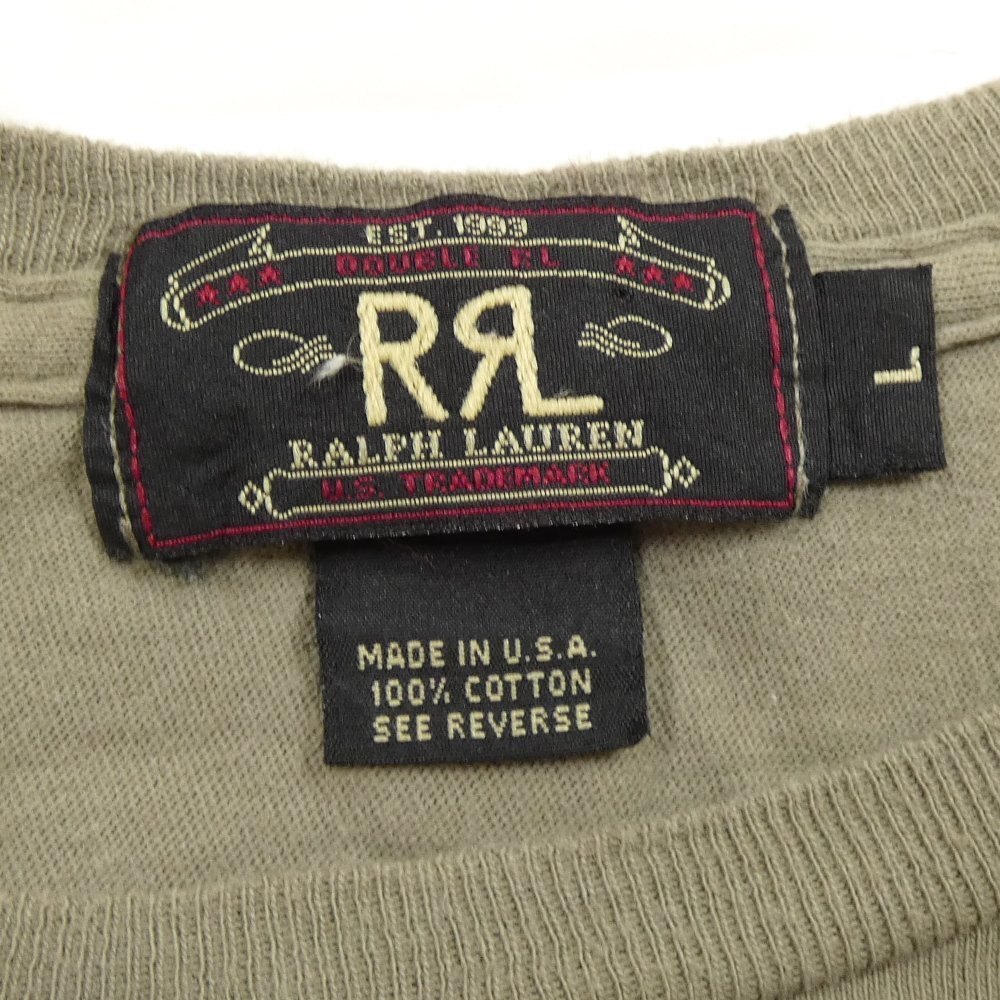 EST. 1993
DOUBLE RL
RRL
RALPH LAUREN
U.S. TRADEMARK
L
MADE IN U.S.A.
100% COTTON
SEE REVERSE